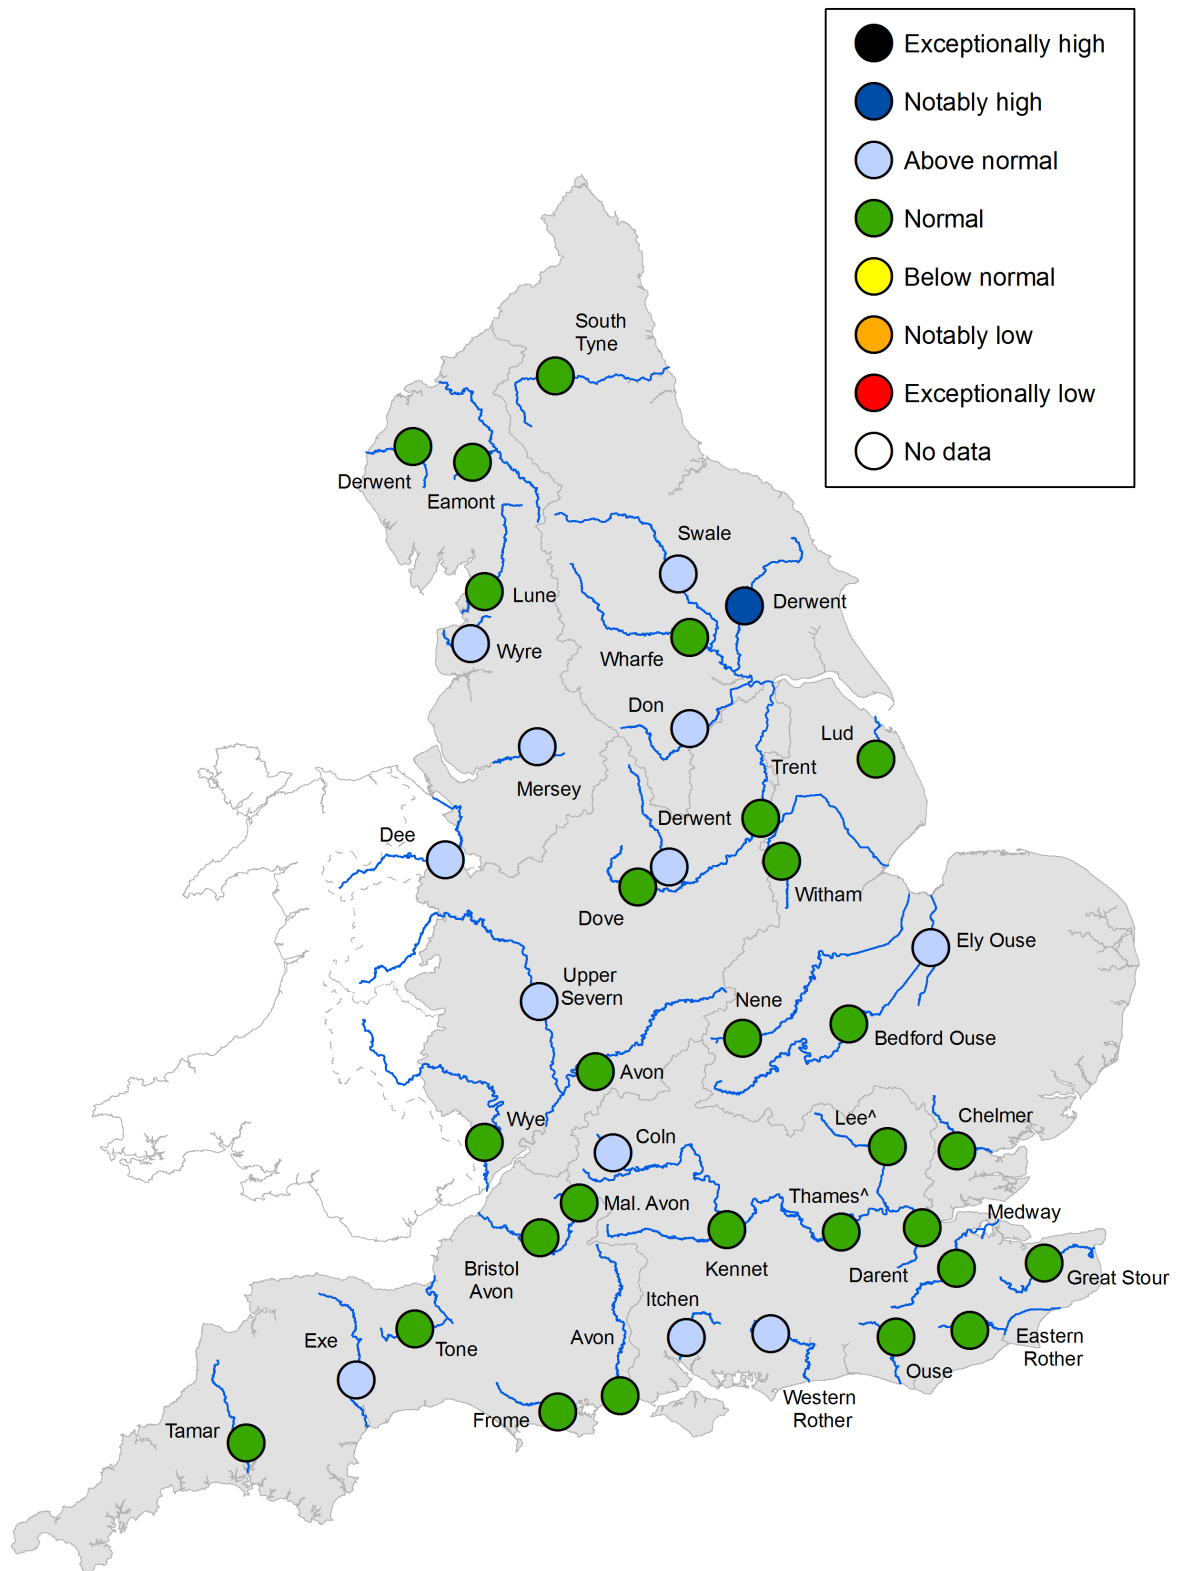 Exceptionally high
Notably high
Above normal
Normal
Below normal
Notably low
Exceptionally low
No data
South
Tyne
Derwent
Eamont
Swale
Lune
Derwent
Wyre
Wharfe
Don
Lud
Trent
Mersey
Derwent
Dee
Witham
Dove
Ely Ouse
Upper
Severn
Nene
Bedford Ouse
Avon
Wye
Lee^
Chelmer
Coln
Thames^
Mal. Avon
Medway
Bristol
Avon
Kennet
Darent
Great Stour
Itchen
Exe
Tone
Avon
Eastern
Rother
Ouse
Western
Rother
Frome
Tamar